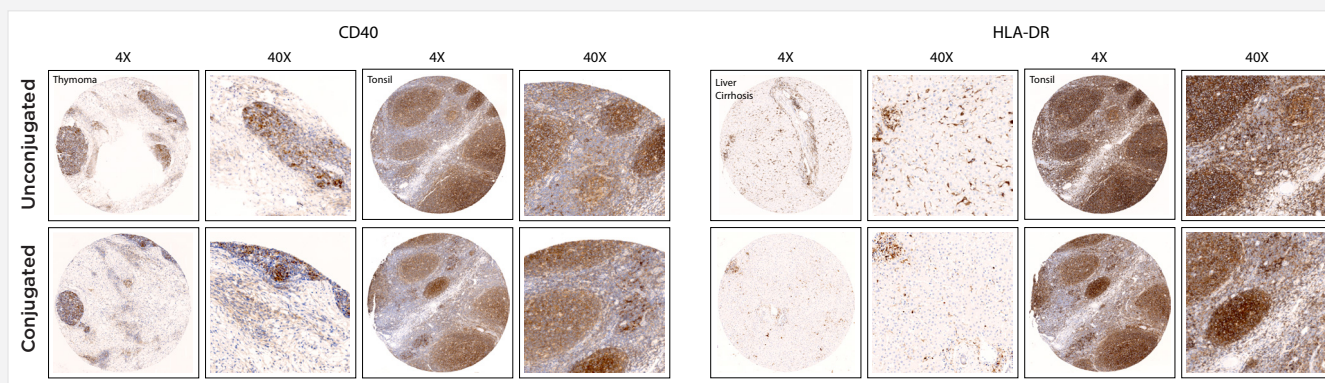 CD40
HLA-DR
4X
40X
4X
40X
4X
40X
4X
40X
Unconjugated
Thymoma
Tonsil
Liver
Cirrhosis
Tonsil
Conjugated